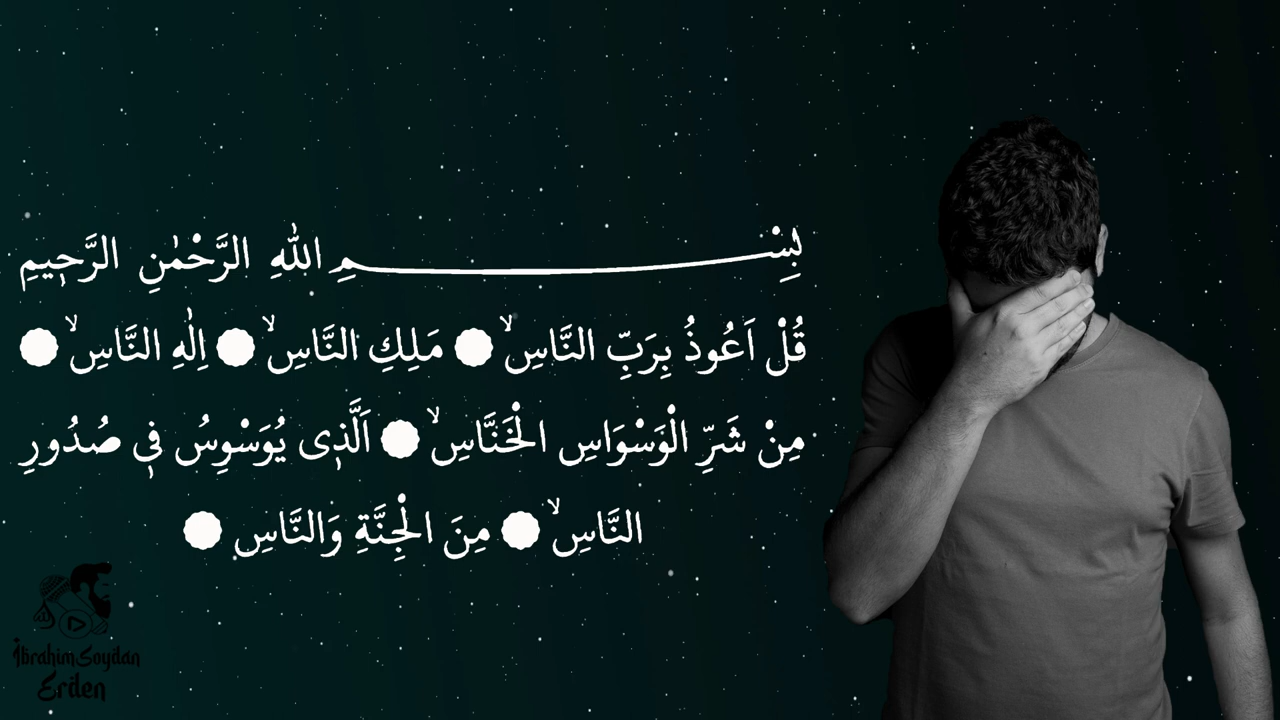 بِسْمِ اللّٰهِ الرَّحْمٰنِ الرَّح۪يمِ
قُلْ اَعُوذُ بِرَبِّ النَّاسِۙ ۝ مَلِكِ النَّاسِۙ ۝ اِلٰهِ النَّاسِۙ ۝
مِنْ شَرِّ الْوَسْوَاسِ الْخَنَّاسِۙ ۝ اَلَّذ۪ى يُوَسْوِسُ ف۪ى صُدُورِ
النَّاسِۙ ۝ مِنَ الْجِنَّةِ وَالنَّاسِ ۝
İbrahim Soydan
Erden